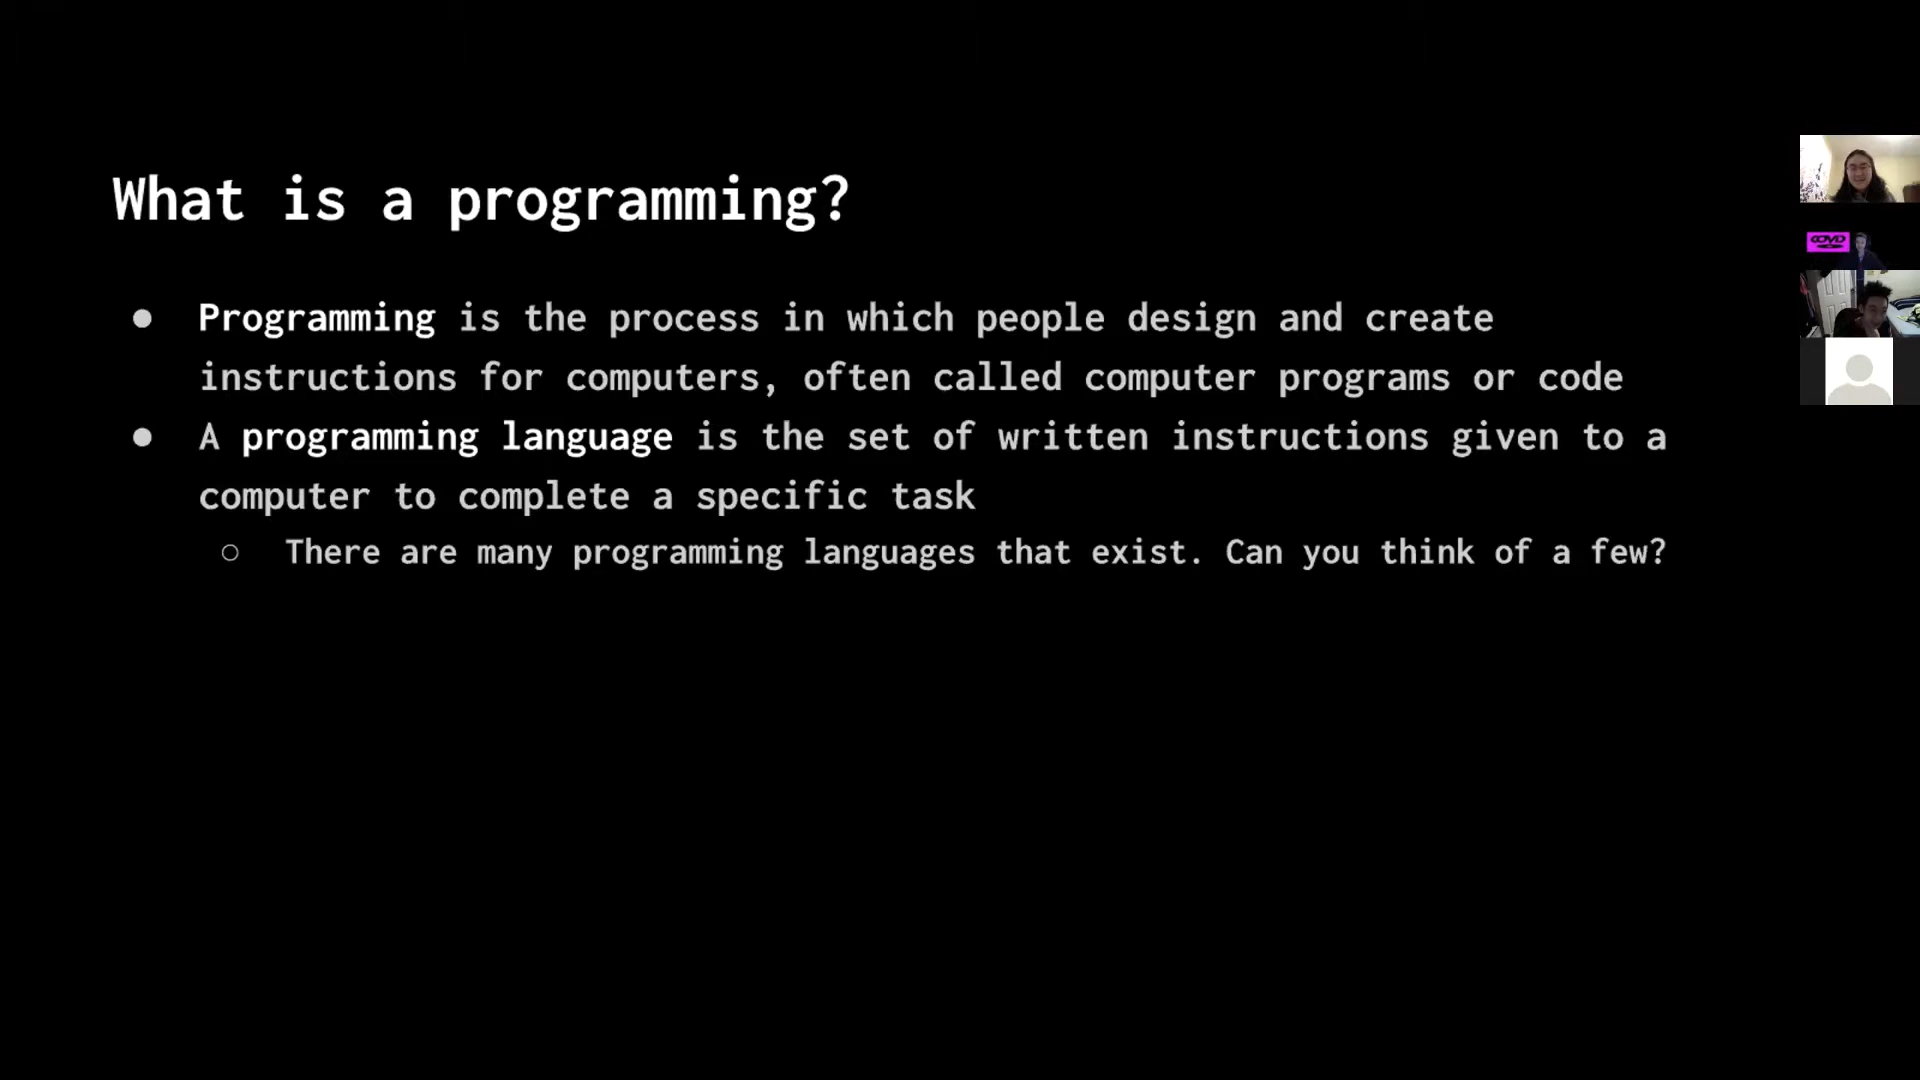 What is a programming?
● Programming is the process in which people design and create
instructions for computers, often called computer programs or code
● A programming language is the set of written instructions given to a
computer to complete a specific task
○ There are many programming languages that exist. Can you think of a few?